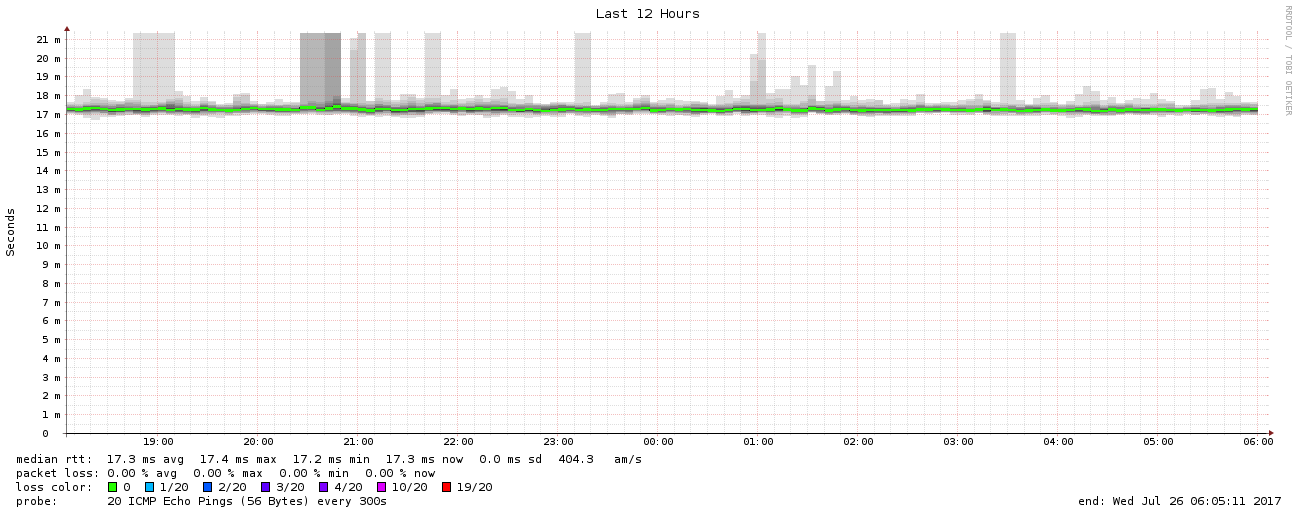 Last 12 Hours
RRDTOOL / TOBI OETIKER
Seconds
21 m
20 m
19 m
18 m
17 m
16 m
15 m
14 m
13 m
12 m
11 m
10 m
9 m
8 m
7 m
6 m
5 m
4 m
3 m
2 m
1 m
0
19:00 20:00 21:00 22:00 23:00 00:00 01:00 02:00 03:00 04:00 05:00 06:00
median rtt: 17.3 ms avg 17.4 ms max 17.2 ms min 17.3 ms now 0.0 ms sd 404.3 am/s
packet loss: 0.00 % avg 0.00 % max 0.00 % min 0.00 % now
loss color: 0 1/20 2/20 3/20 4/20 10/20 19/20
probe: 20 ICMP Echo Pings (56 Bytes) every 300s end: Wed Jul 26 06:05:11 2017